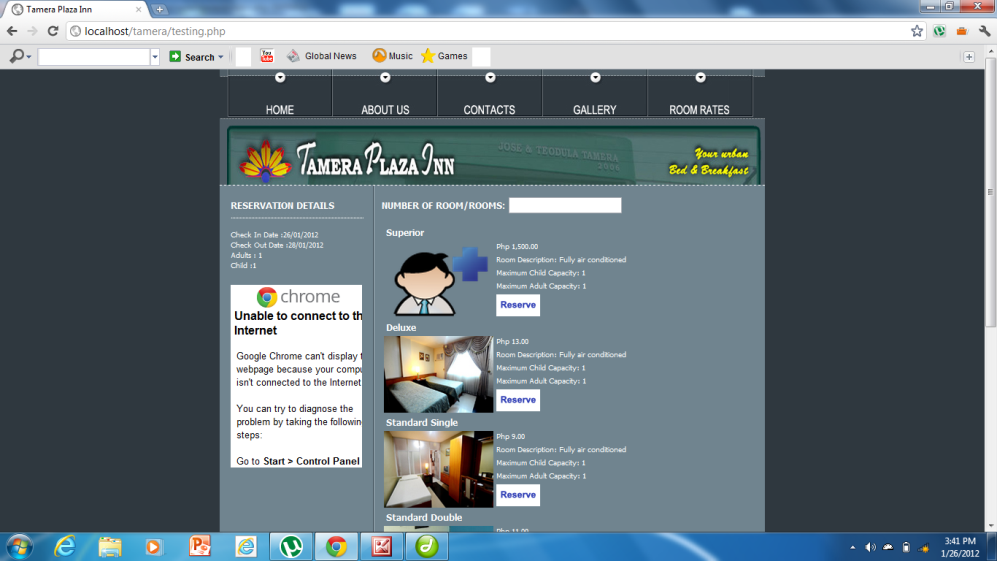 Tamera Plaza Inn
localhost/tamera/testing.php
Search
You Tube
Global News
Music
Games
HOME
ABOUT US
CONTACTS
GALLERY
ROOM RATES
TAMERA PLAZA INN
JOSE & TEODULA TAMERA
Your urban
Bed & Breakfast
RESERVATION DETAILS
Check In Date :26/01/2012
Check Out Date :28/01/2012
Adults : 1
Child :1
chrome
Unable to connect to th
Internet
Google Chrome can't display t
webpage because your compu
isn't connected to the Internet
You can try to diagnose the
problem by taking the followin
steps:
Go to Start > Control Panel
NUMBER OF ROOM/ROOMS:
Superior
Php 1,500.00
Room Description: Fully air conditioned
Maximum Child Capacity: 1
Maximum Adult Capacity: 1
Reserve
Deluxe
Php 13.00
Room Description: Fully air conditioned
Maximum Child Capacity: 1
Maximum Adult Capacity: 1
Reserve
Standard Single
Php 9.00
Room Description: Fully air conditioned
Maximum Child Capacity: 1
Maximum Adult Capacity: 1
Reserve
Standard Double
Php 11.00
3:41 PM
1/26/2012